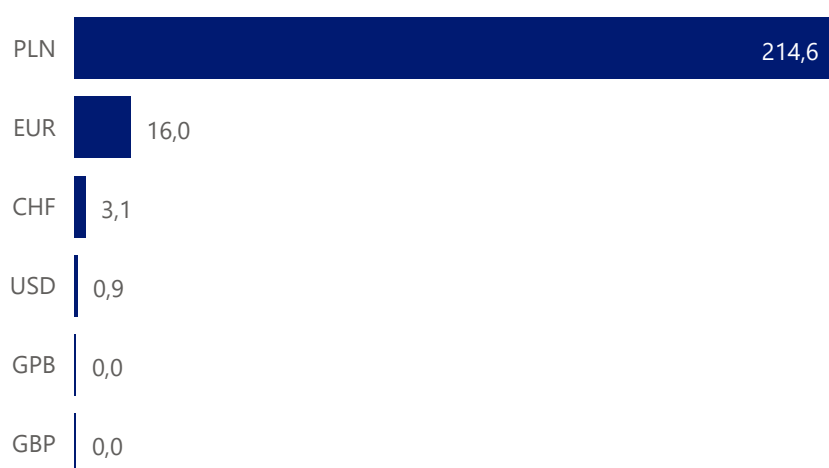 PLN 214,6
EUR 16,0
CHF 3,1
USD 0,9
GPB 0,0
GBP 0,0